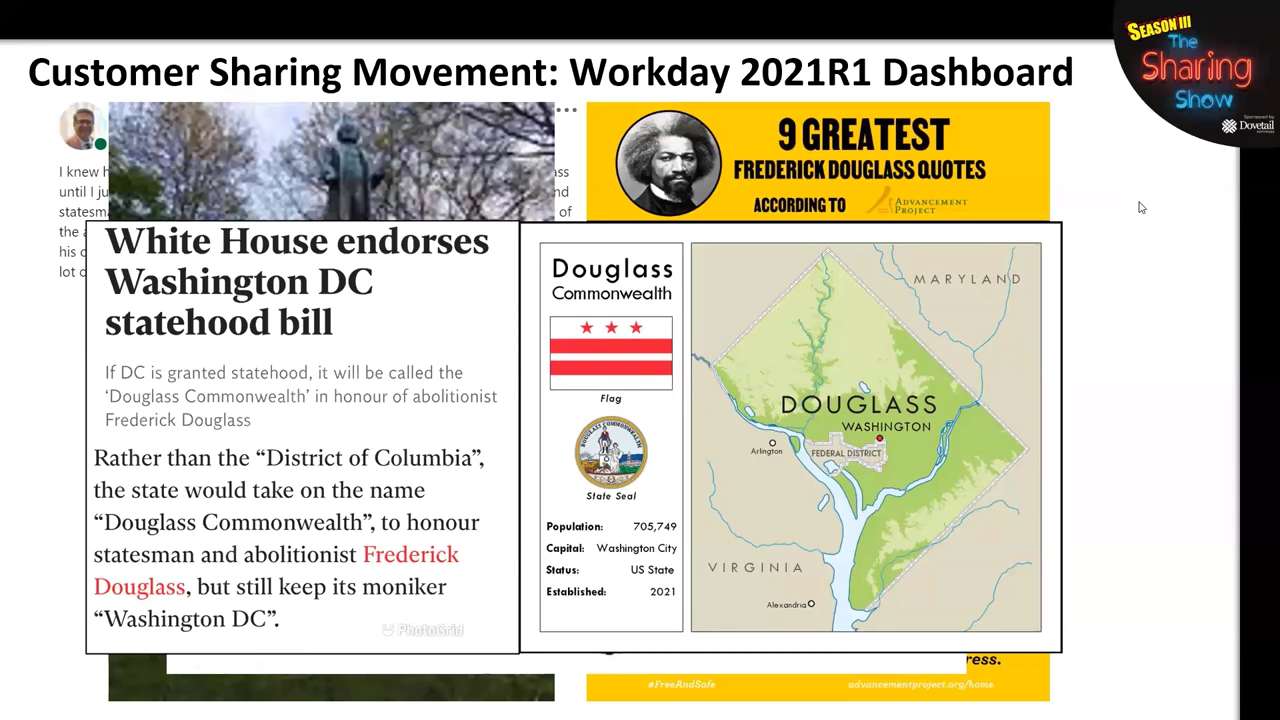 SEASON III
The
Sharing
Show
Sponsored by
Dovetail
SOFTWARE
Customer Sharing Movement: Workday 2021R1 Dashboard
I knew h
until I ju
statesma
the a
his c
lot c
ass
nd
of
9 GREATEST
FREDERICK DOUGLASS QUOTES
ACCORDING TO
ADVANCEMENT
PROJECT
White House endorses
Washington DC
statehood bill
If DC is granted statehood, it will be called the
‘Douglass Commonwealth’ in honour of abolitionist
Frederick Douglass
Rather than the “District of Columbia”,
the state would take on the name
“Douglass Commonwealth”, to honour
statesman and abolitionist Frederick
Douglass, but still keep its moniker
“Washington DC”.
PhotoGrid
Douglass
Commonwealth
Flag
DOUGLASS COMMONWEALTH
State Seal
Population: 705,749
Capital: Washington City
Status: US State
Established: 2021
MARYLAND
DOUGLASS
WASHINGTON
Arlington
FEDERAL DISTRICT
VIRGINIA
Alexandria
ress.
#FreeAndSafe
advancementproject.org/home